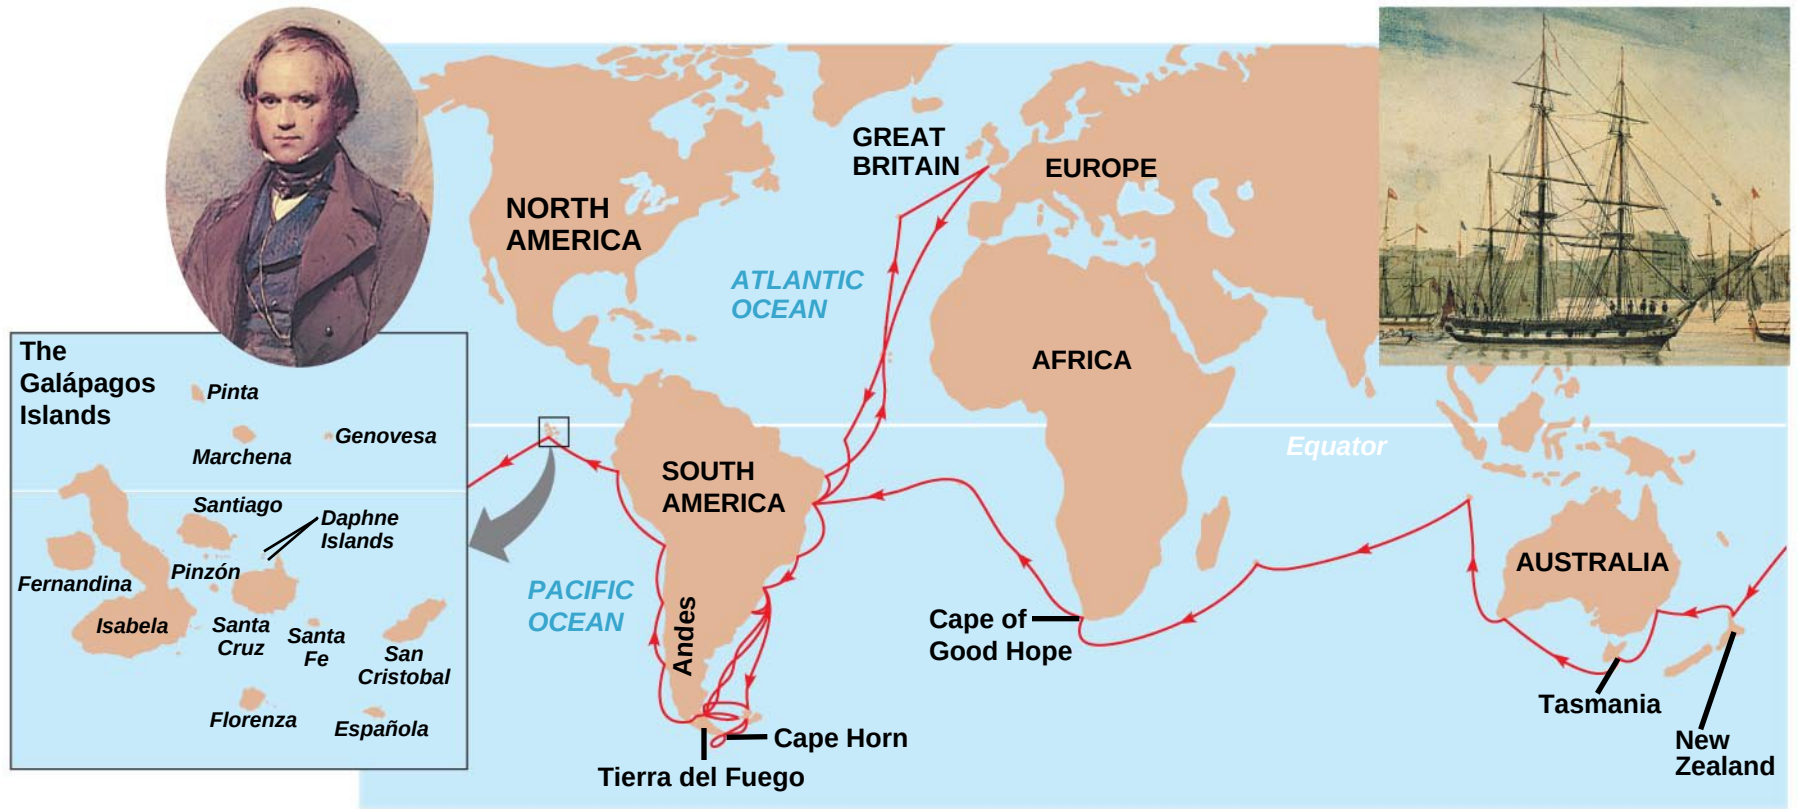 GREAT
BRITAIN
EUROPE
NORTH
AMERICA
ATLANTIC
OCEAN
AFRICA
The
Galápagos
Islands
Pinta
Genovesa
Marchena
Equator
SOUTH
AMERICA
Santiago
Daphne
Islands
Pinzón
Fernandina
AUSTRALIA
PACIFIC
OCEAN
Isabela
Santa
Cruz
Santa
Fe
San
Cristobal
Andes
Cape of
Good Hope
Florenza
Española
Tasmania
Cape Horn
New
Zealand
Tierra del Fuego